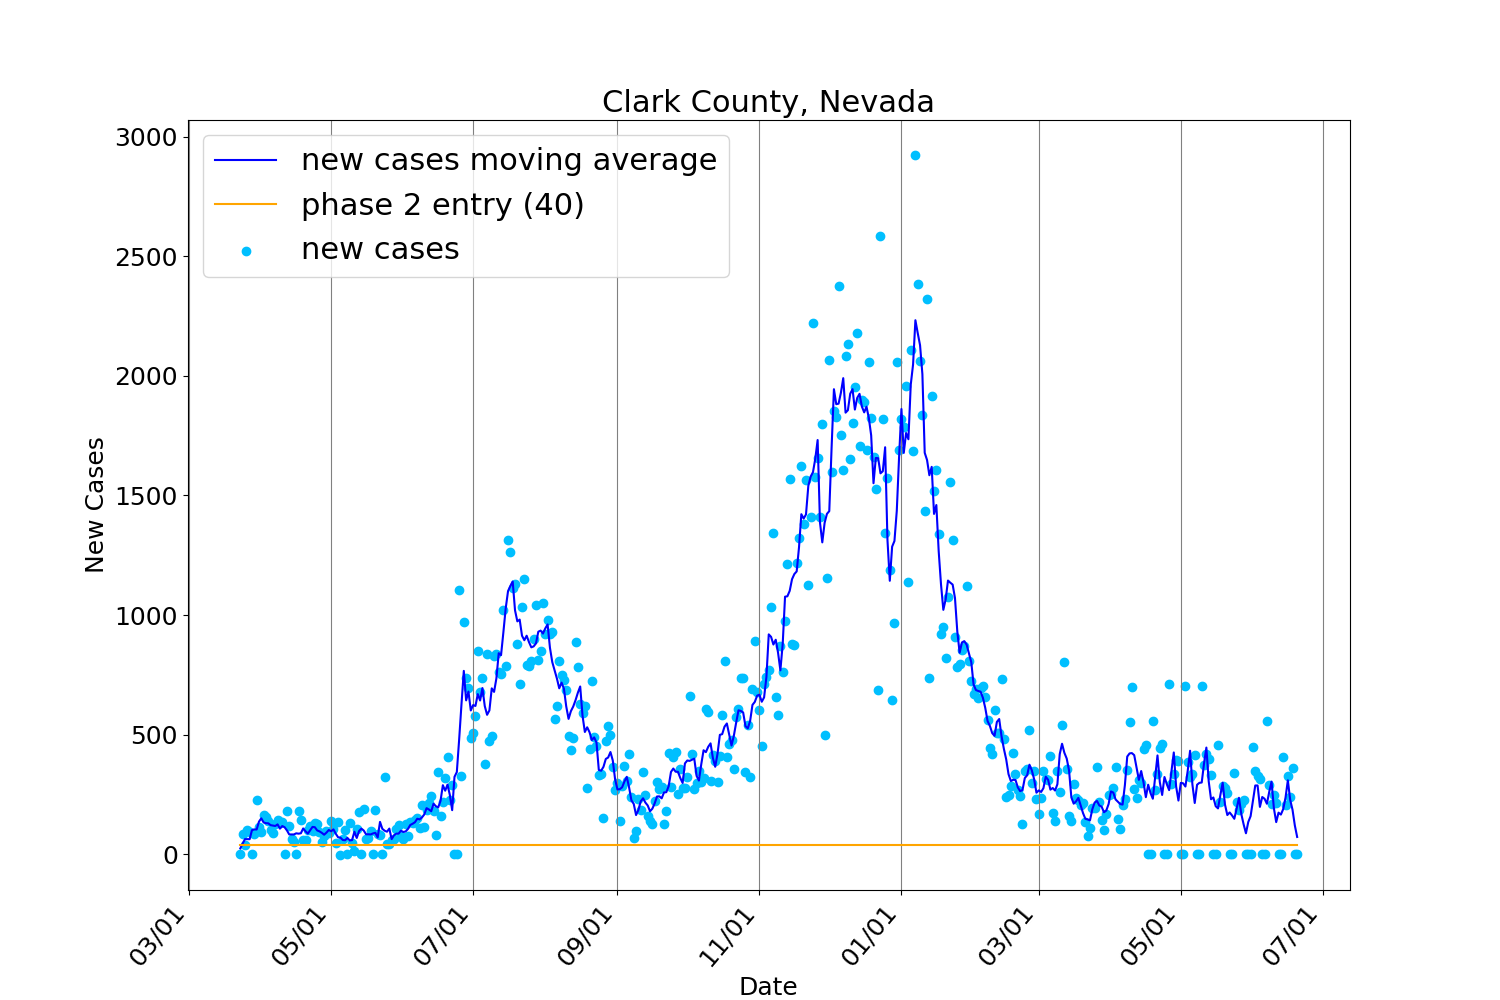 Clark County, Nevada
new cases moving average
phase 2 entry (40)
new cases
3000
2500
2000
1500
1000
500
0
New Cases
03/01
05/01
07/01
09/01
11/01
01/01
03/01
05/01
07/01
Date